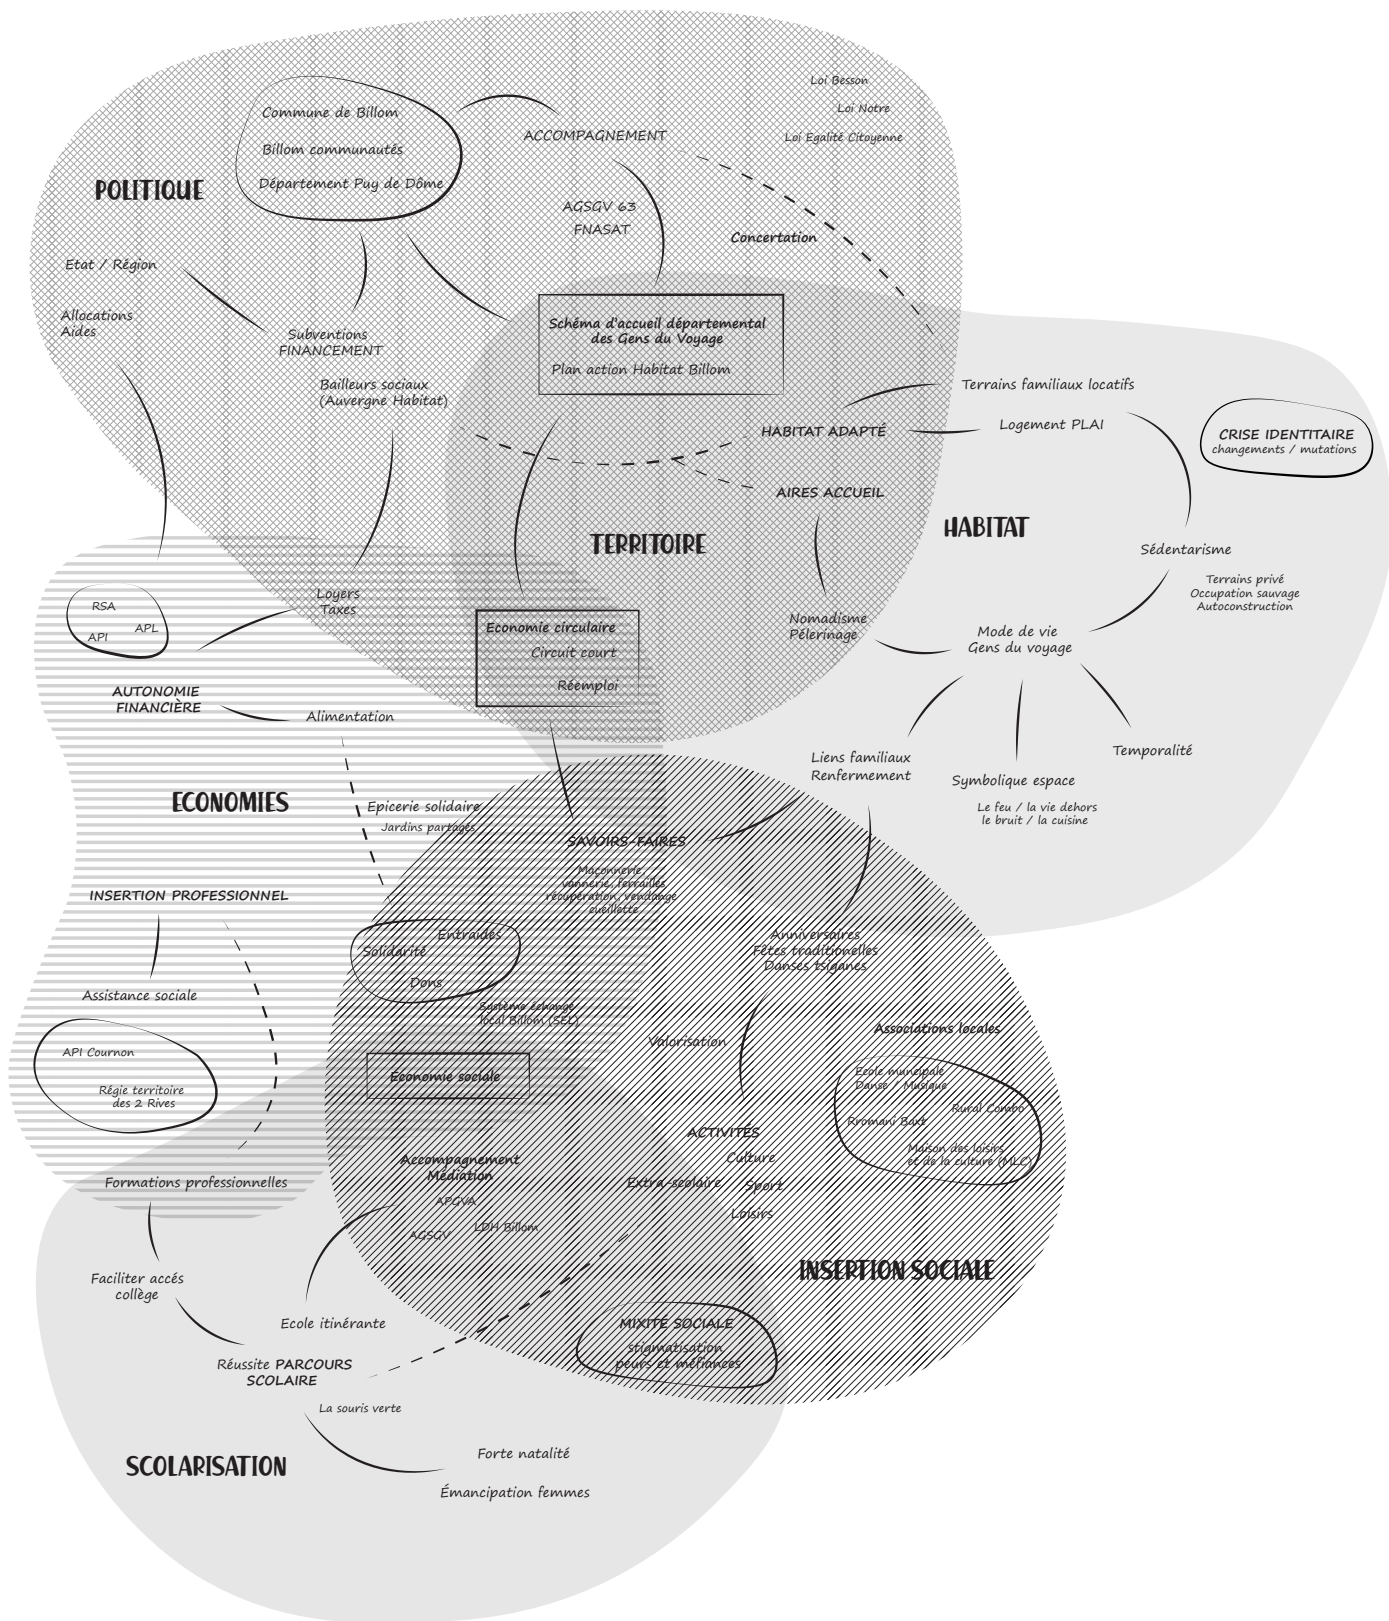 Loi Besson
Loi Notre
Loi Egalité Citoyenne
Commune de Billom
Billom communautés
Département Puy de Dôme
ACCOMPAGNEMENT
POLITIQUE
AGSGV 63
FNASAT
Concertation
Etat / Région
Allocations
Aides
Subventions
FINANCEMENT
Bailleurs sociaux
(Auvergne Habitat)
Schéma d'accueil départemental
des Gens du Voyage
Plan action Habitat Billom
Terrains familiaux locatifs
Logement PLAI
HABITAT ADAPTÉ
CRISE IDENTITAIRE
changements / mutations
AIRES ACCUEIL
TERRITOIRE
HABITAT
Sédentarisme
Terrains privé
Occupation sauvage
Autoconstruction
Loyers
Taxes
RSA
API
APL
Economie circulaire
Circuit court
Réemploi
Nomadisme
Pélerinage
Mode de vie
Gens du voyage
AUTONOMIE
FINANCIÈRE
Alimentation
Liens familiaux
Renfermement
Symbolique espace
Le feu / la vie dehors
le bruit / la cuisine
Temporalité
ECONOMIES
Epicerie solidaire
Jardins partagés
SAVOIRS-FAIRES
Maçonnerie
vannerie, ferrailles
récupération, vendange
cueillette
INSERTION PROFESSIONNEL
Entraides
Solidarité
Dons
Système échange
local Billom (SEL)
Anniversaires
Fêtes traditionelles
Danses tsiganes
Assistance sociale
API Cournon
Régie territoire
des 2 Rives
Economie sociale
Valorisation
Associations locales
Ecole municipale
Danse / Musique
Rural Combo
Rromani Baxt
Maison des loisirs
et de la culture (MLC)
ACTIVITÉS
Culture
Extra-scolaire
Sport
Loisirs
Accompagnement
Médiation
APGVA
AGSGV
LDH Billom
Formations professionnelles
INSERTION SOCIALE
Faciliter accés
collège
Ecole itinérante
MIXITÉ SOCIALE
stigmatisation
peurs et méfiances
Réussite PARCOURS
SCOLAIRE
La souris verte
SCOLARISATION
Forte natalité
Émancipation femmes